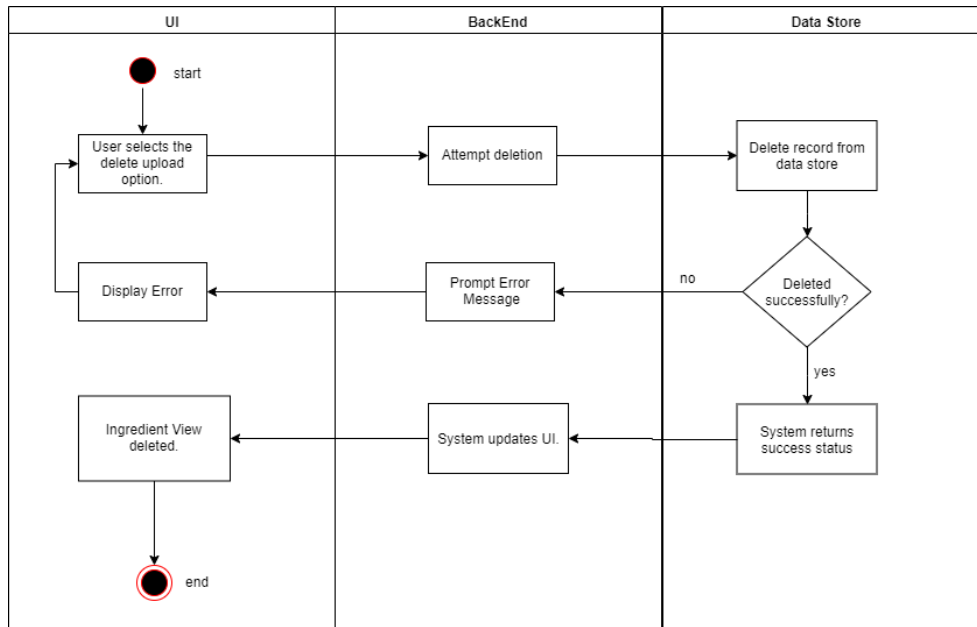 UI
BackEnd
Data Store
start
User selects the
delete upload
option.
Attempt deletion
Delete record from
data store
Display Error
Prompt Error
Message
no
Deleted
successfully?
yes
Ingredient View
deleted.
System updates UI.
System returns
success status
end